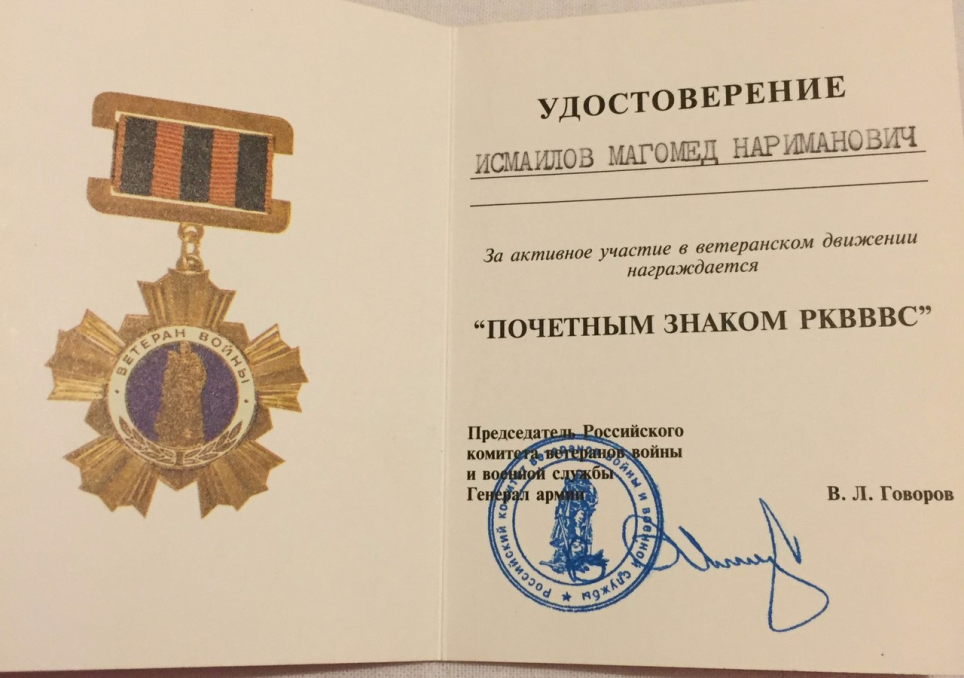 ВЕТЕРАН ВОЙНЫ
УДОСТОВЕРЕНИЕ
ИСМАИЛОВ МАГОМЕД НАРИМАНОВИЧ
За активное участие в ветеранском движении
награждается
“ПОЧЕТНЫМ ЗНАКОМ РКВВВС”
Председатель Российского
комитета ветеранов войны
и военной службы
Генерал армии
В. Л. Говоров
Российский комитет ветеранов войны и военной службы